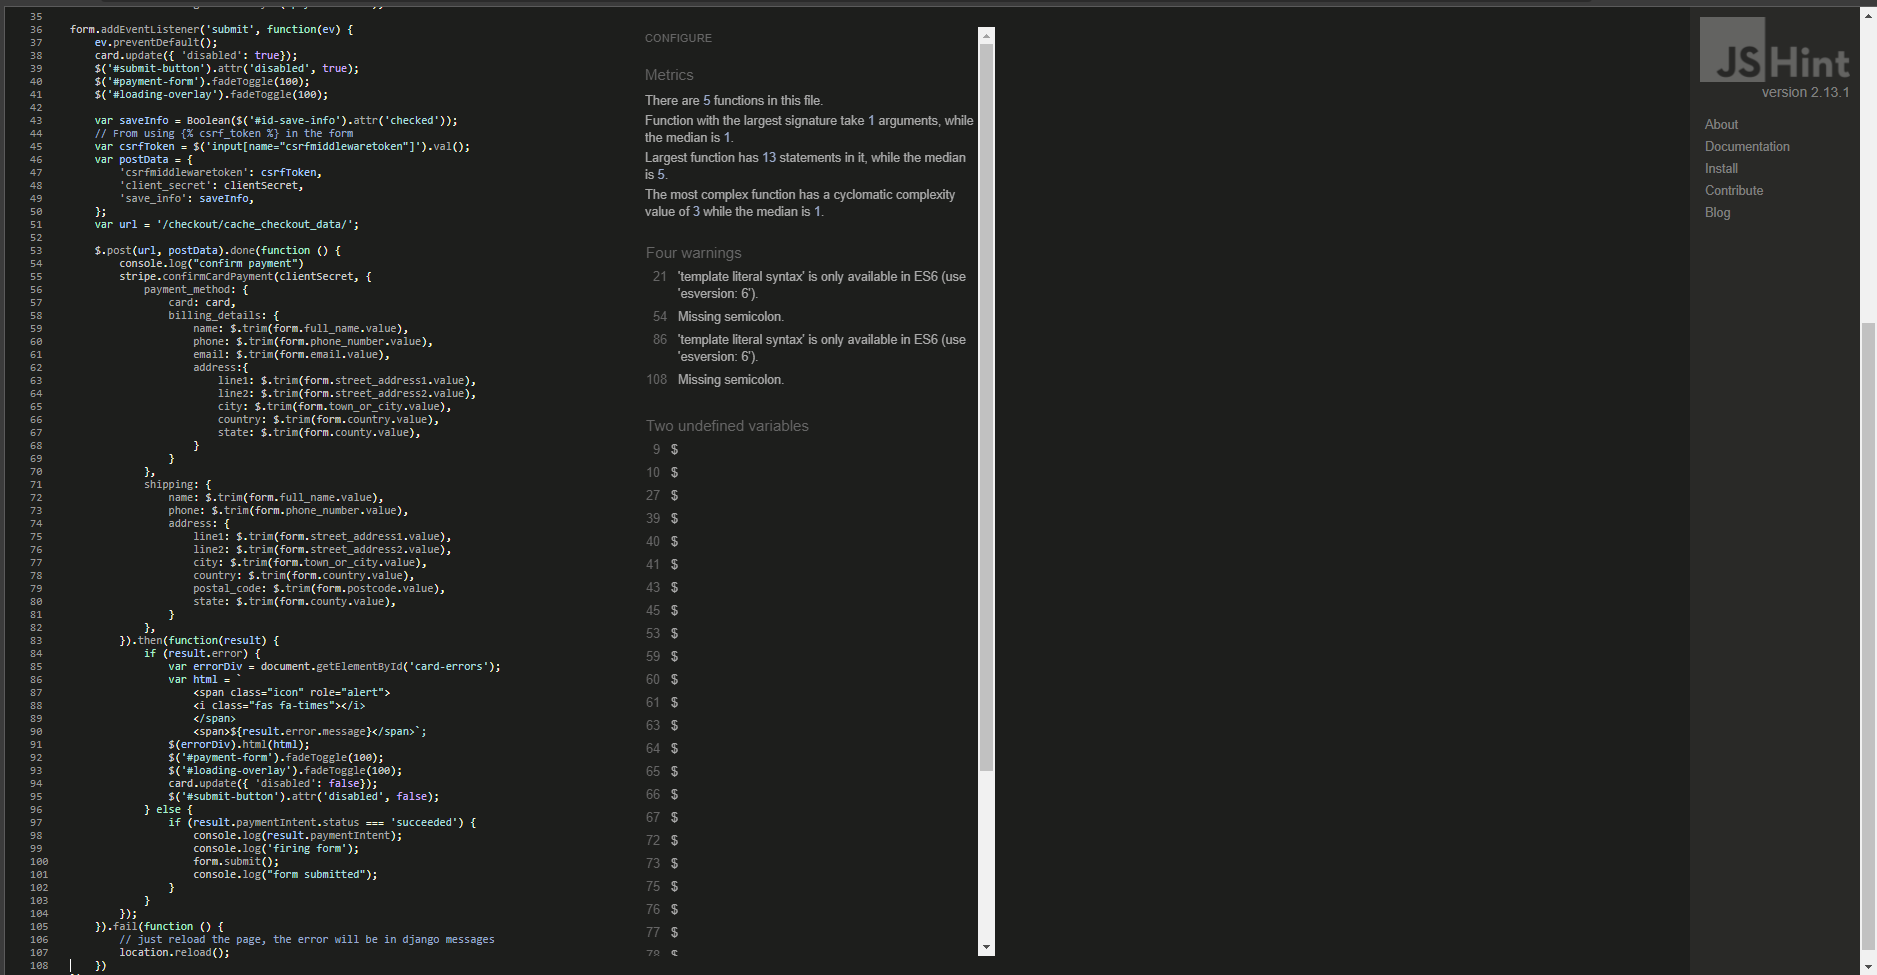 35
36 form.addEventListener('submit', function(ev) {
37 ev.preventDefault();
38 card.update({ 'disabled': true});
39 $('#submit-button').attr('disabled', true);
40 $('#payment-form').fadeToggle(100);
41 $('#loading-overlay').fadeToggle(100);
42
43 var saveInfo = Boolean($('#id-save-info').attr('checked'));
44 // From using {% csrf_token %} in the form
45 var csrfToken = $('input[name="csrfmiddlewaretoken"]').val();
46 var postData = {
47 'csrfmiddlewaretoken': csrfToken,
48 'client_secret': clientSecret,
49 'save_info': saveInfo,
50 };
51 var url = '/checkout/cache_checkout_data/';
52
53 $.post(url, postData).done(function () {
54 console.log("confirm payment")
55 stripe.confirmCardPayment(clientSecret, {
56 payment_method: {
57 card: card,
58 billing_details: {
59 name: $.trim(form.full_name.value),
60 phone: $.trim(form.phone_number.value),
61 email: $.trim(form.email.value),
62 address:{
63 line1: $.trim(form.street_address1.value),
64 line2: $.trim(form.street_address2.value),
65 city: $.trim(form.town_or_city.value),
66 country: $.trim(form.country.value),
67 state: $.trim(form.county.value),
68 }
69 }
70 },
71 shipping: {
72 name: $.trim(form.full_name.value),
73 phone: $.trim(form.phone_number.value),
74 address: {
75 line1: $.trim(form.street_address1.value),
76 line2: $.trim(form.street_address2.value),
77 city: $.trim(form.town_or_city.value),
78 country: $.trim(form.country.value),
79 postal_code: $.trim(form.postcode.value),
80 state: $.trim(form.county.value),
81 }
82 },
83 }).then(function(result) {
84 if (result.error) {
85 var errorDiv = document.getElementById('card-errors');
86 var html = `
87 <span class="icon" role="alert">
88 <i class="fas fa-times"></i>
89 </span>
90 <span>${result.error.message}</span>`;
91 $(errorDiv).html(html);
92 $('#payment-form').fadeToggle(100);
93 $('#loading-overlay').fadeToggle(100);
94 card.update({ 'disabled': false});
95 $('#submit-button').attr('disabled', false);
96 } else {
97 if (result.paymentIntent.status === 'succeeded') {
98 console.log(result.paymentIntent);
99 console.log('firing form');
100 form.submit();
101 console.log("form submitted");
102 }
103 }
104 });
105 }).fail(function () {
106 // just reload the page, the error will be in django messages
107 location.reload();
108 })
CONFIGURE
Metrics
There are 5 functions in this file.
Function with the largest signature take 1 arguments, while
the median is 1.
Largest function has 13 statements in it, while the median
is 5.
The most complex function has a cyclomatic complexity
value of 3 while the median is 1.
Four warnings
21 'template literal syntax' is only available in ES6 (use
'esversion: 6').
54 Missing semicolon.
86 'template literal syntax' is only available in ES6 (use
'esversion: 6').
108 Missing semicolon.
Two undefined variables
9 $
10 $
27 $
39 $
40 $
41 $
43 $
45 $
53 $
59 $
60 $
61 $
63 $
64 $
65 $
66 $
67 $
72 $
73 $
75 $
76 $
77 $
78 $
JSHint
version 2.13.1
About
Documentation
Install
Contribute
Blog